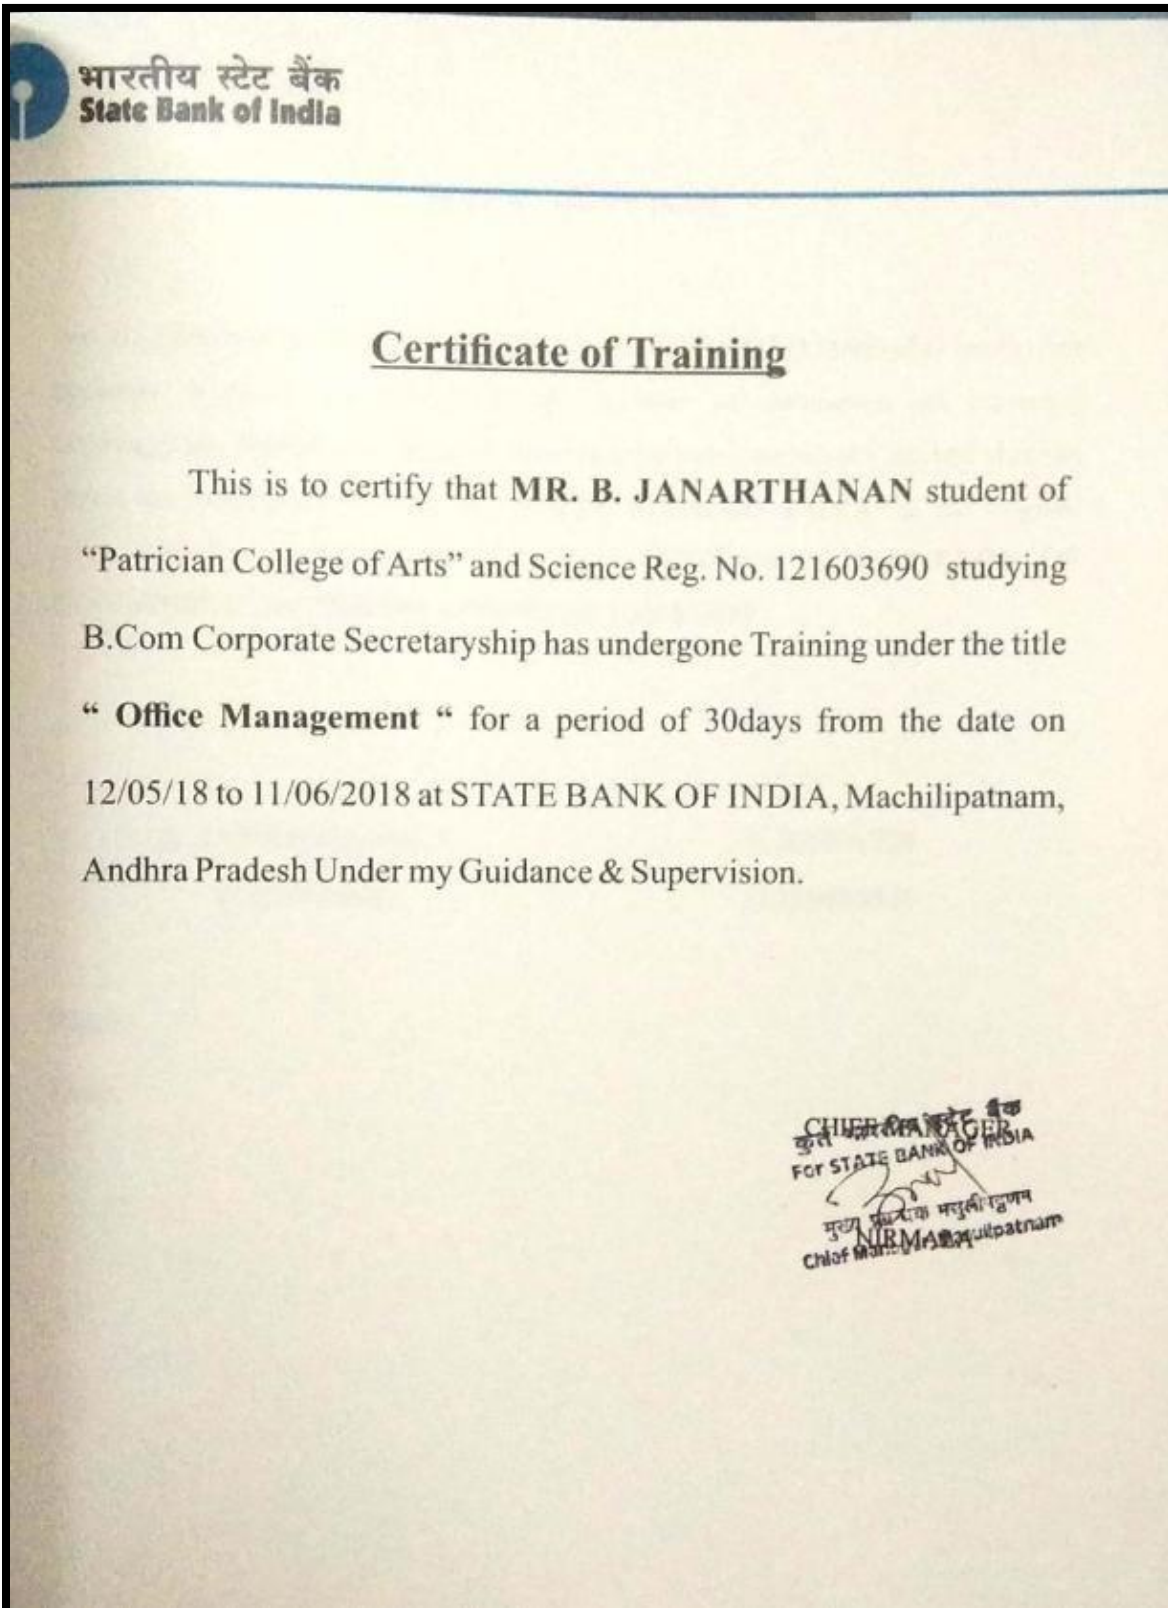 भारतीय स्टेट बैंक
State Bank of India
Certificate of Training
This is to certify that MR. B. JANARTHANAN student of
“Patrician College of Arts” and Science Reg. No. 121603690 studying
B.Com Corporate Secretaryship has undergone Training under the title
“ Office Management “ for a period of 30days from the date on
12/05/18 to 11/06/2018 at STATE BANK OF INDIA, Machilipatnam,
Andhra Pradesh Under my Guidance & Supervision.
CHIEF MANAGER
स्टेट बैंक
For STATE BANK OF INDIA
मुख्य
Chief